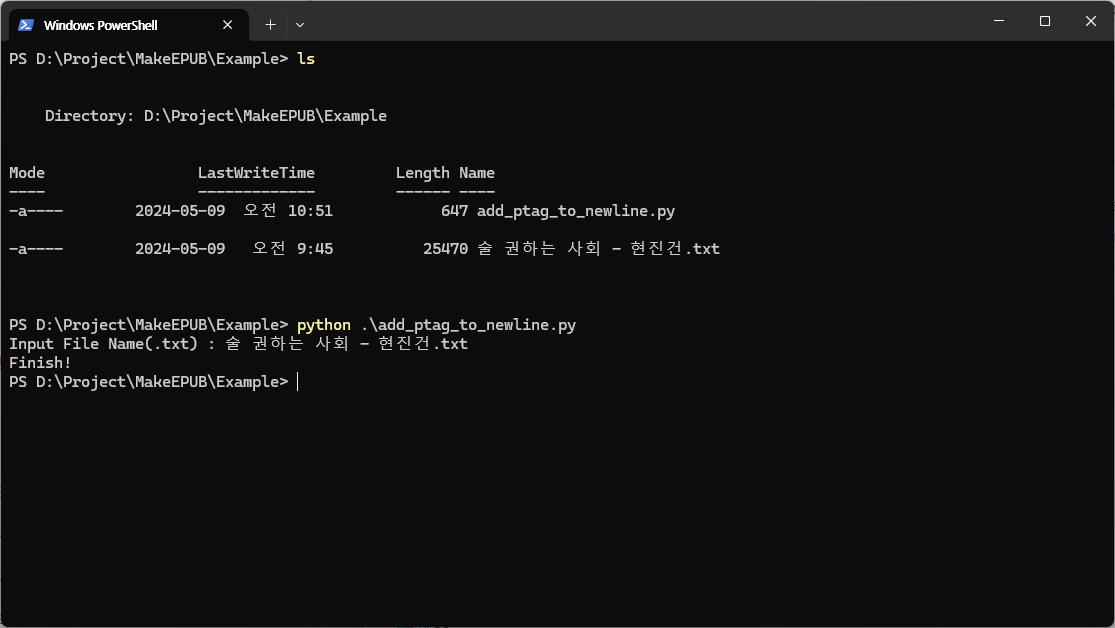 Windows PowerShell
PS D:\Project\MakeEPUB\Example> ls
Directory: D:\Project\MakeEPUB\Example
Mode LastWriteTime Length Name
---- ------------- ------ ----
-a---- 2024-05-09 오전 10:51 647 add_ptag_to_newline.py
-a---- 2024-05-09 오전 9:45 25470 술 권하는 사회 - 현진건.txt
PS D:\Project\MakeEPUB\Example> python .\add_ptag_to_newline.py
Input File Name(.txt) : 술 권하는 사회 - 현진건.txt
Finish!
PS D:\Project\MakeEPUB\Example>